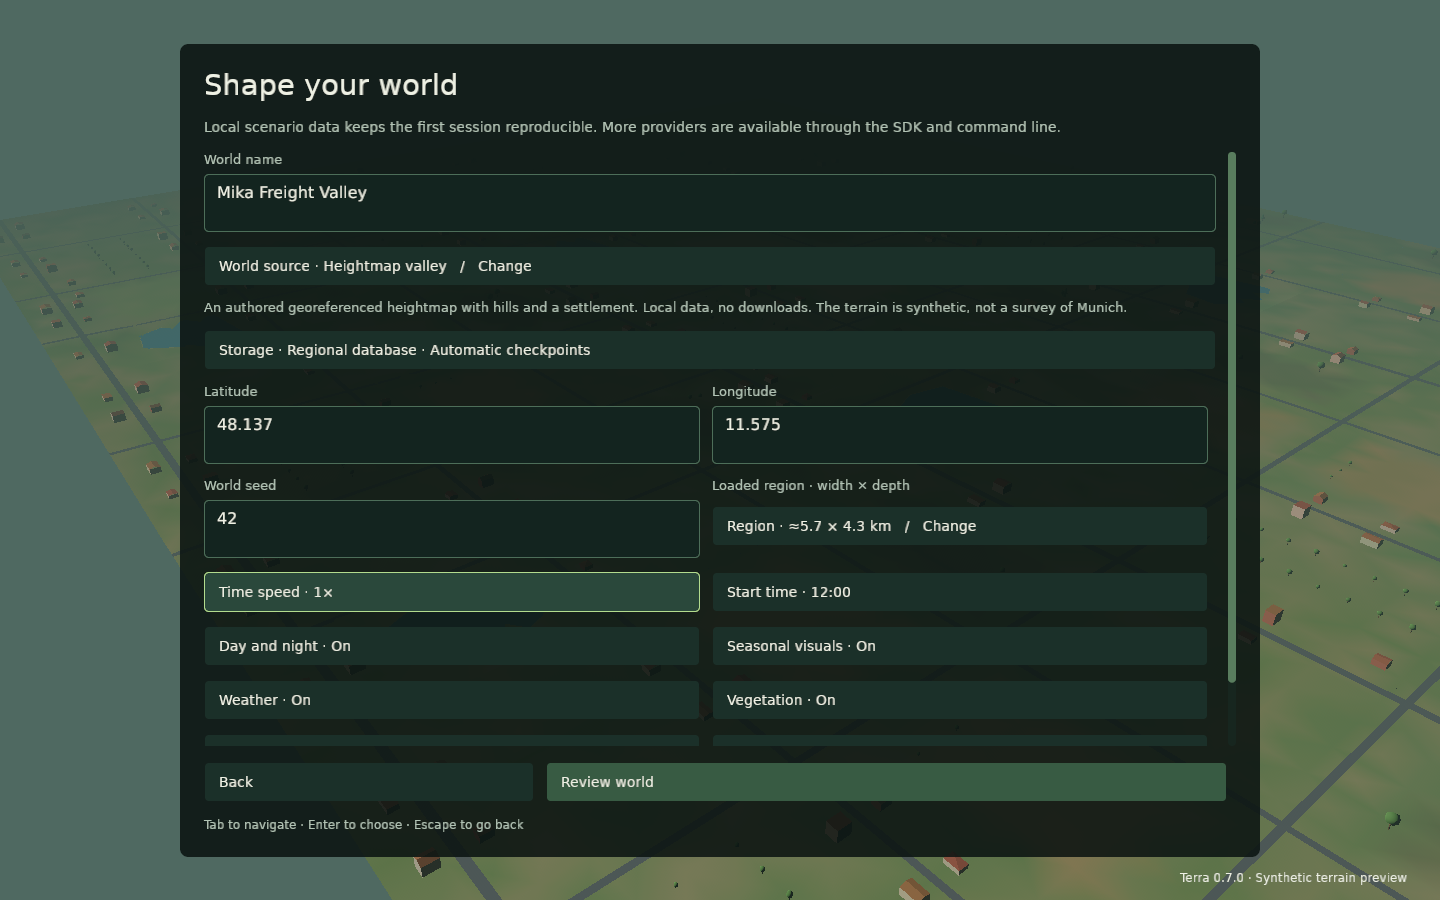 Shape your world
Local scenario data keeps the first session reproducible. More providers are available through the SDK and command line.
World name
Mika Freight Valley
World source · Heightmap valley / Change
An authored georeferenced heightmap with hills and a settlement. Local data, no downloads. The terrain is synthetic, not a survey of Munich.
Storage · Regional database · Automatic checkpoints
Latitude
Longitude
48.137
11.575
World seed
Loaded region · width × depth
42
Region · ≈5.7 × 4.3 km / Change
Time speed · 1×
Start time · 12:00
Day and night · On
Seasonal visuals · On
Weather · On
Vegetation · On
Back
Review world
Tab to navigate · Enter to choose · Escape to go back
Terra 0.7.0 · Synthetic terrain preview